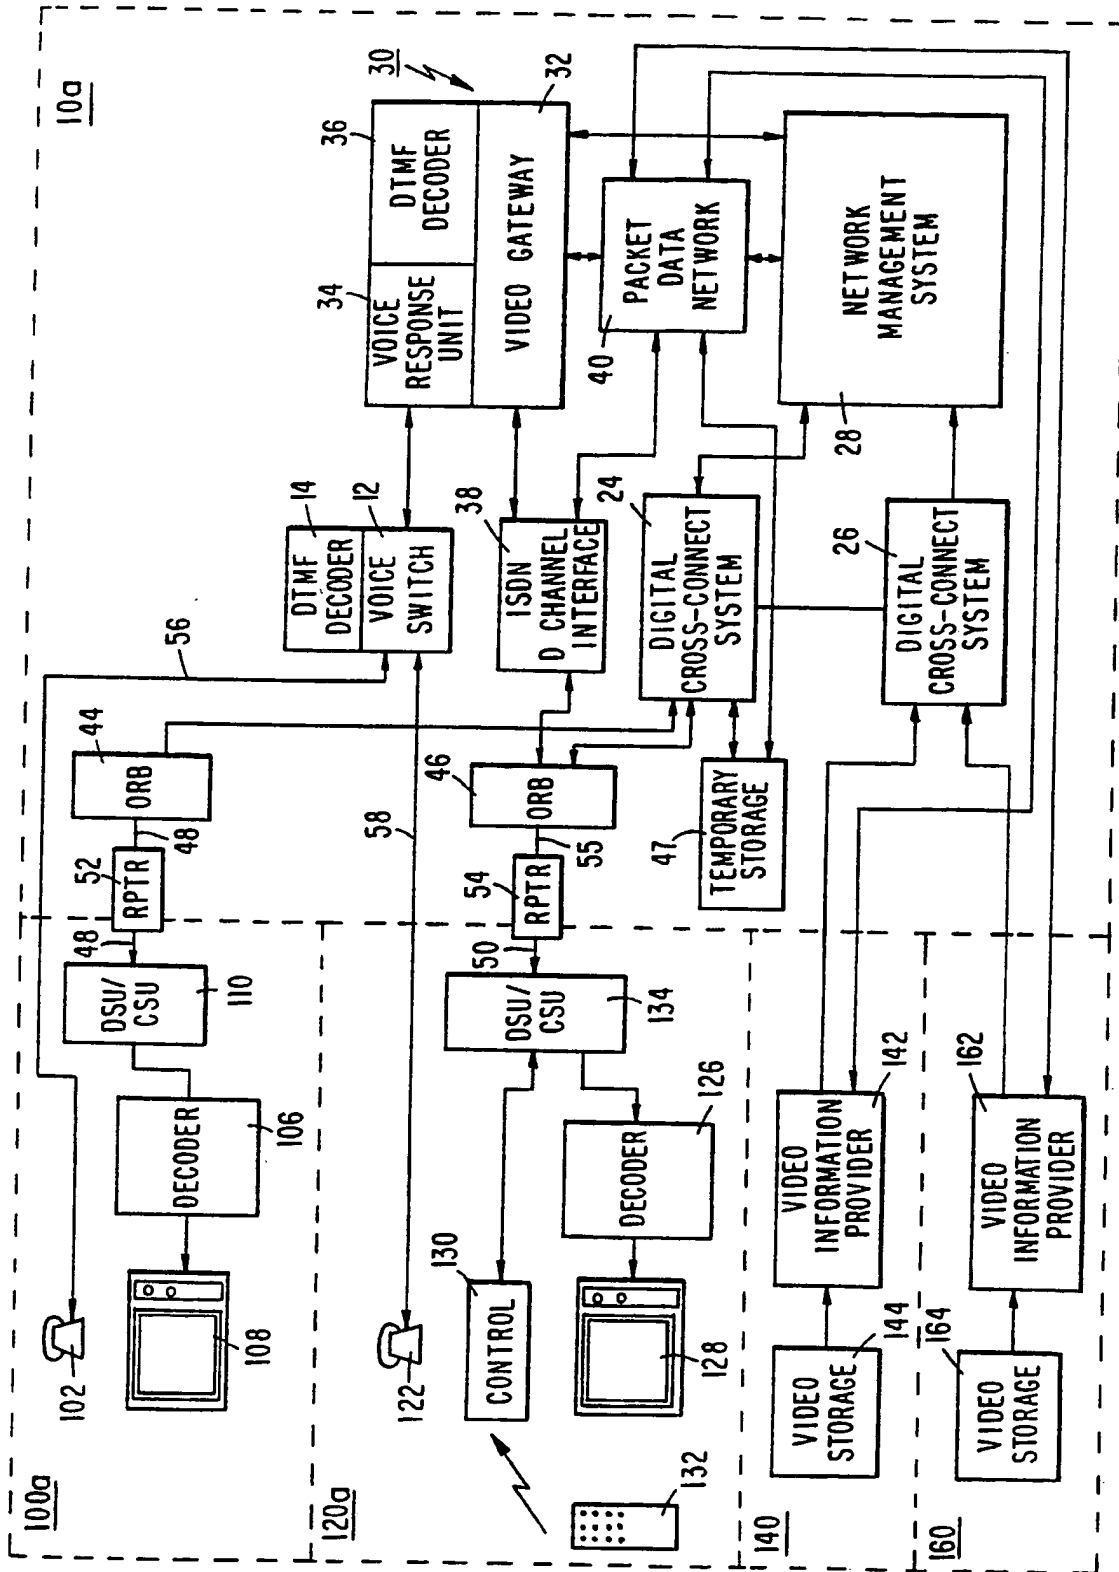 10a
30
36
DTMF
DECODER
34
VOICE
RESPONSE
UNIT
VIDEO GATEWAY
32
14
DTMF
DECODER
12
VOICE
SWITCH
56
58
38
ISDN
D CHANNEL
INTERFACE
40
PACKET
DATA
NETWORK
NETWORK
MANAGEMENT
SYSTEM
28
24
DIGITAL
CROSS-CONNECT
SYSTEM
26
DIGITAL
CROSS-CONNECT
SYSTEM
44
ORB
48
52
RPTR
48
46
ORB
55
54
RPTR
50
47
TEMPORARY
STORAGE
100a
102
DSU/
CSU
110
DECODER
106
108
120a
122
DSU/
CSU
134
130
CONTROL
132
DECODER
126
128
140
VIDEO
INFORMATION
PROVIDER
142
VIDEO
STORAGE
144
160
VIDEO
INFORMATION
PROVIDER
162
VIDEO
STORAGE
164